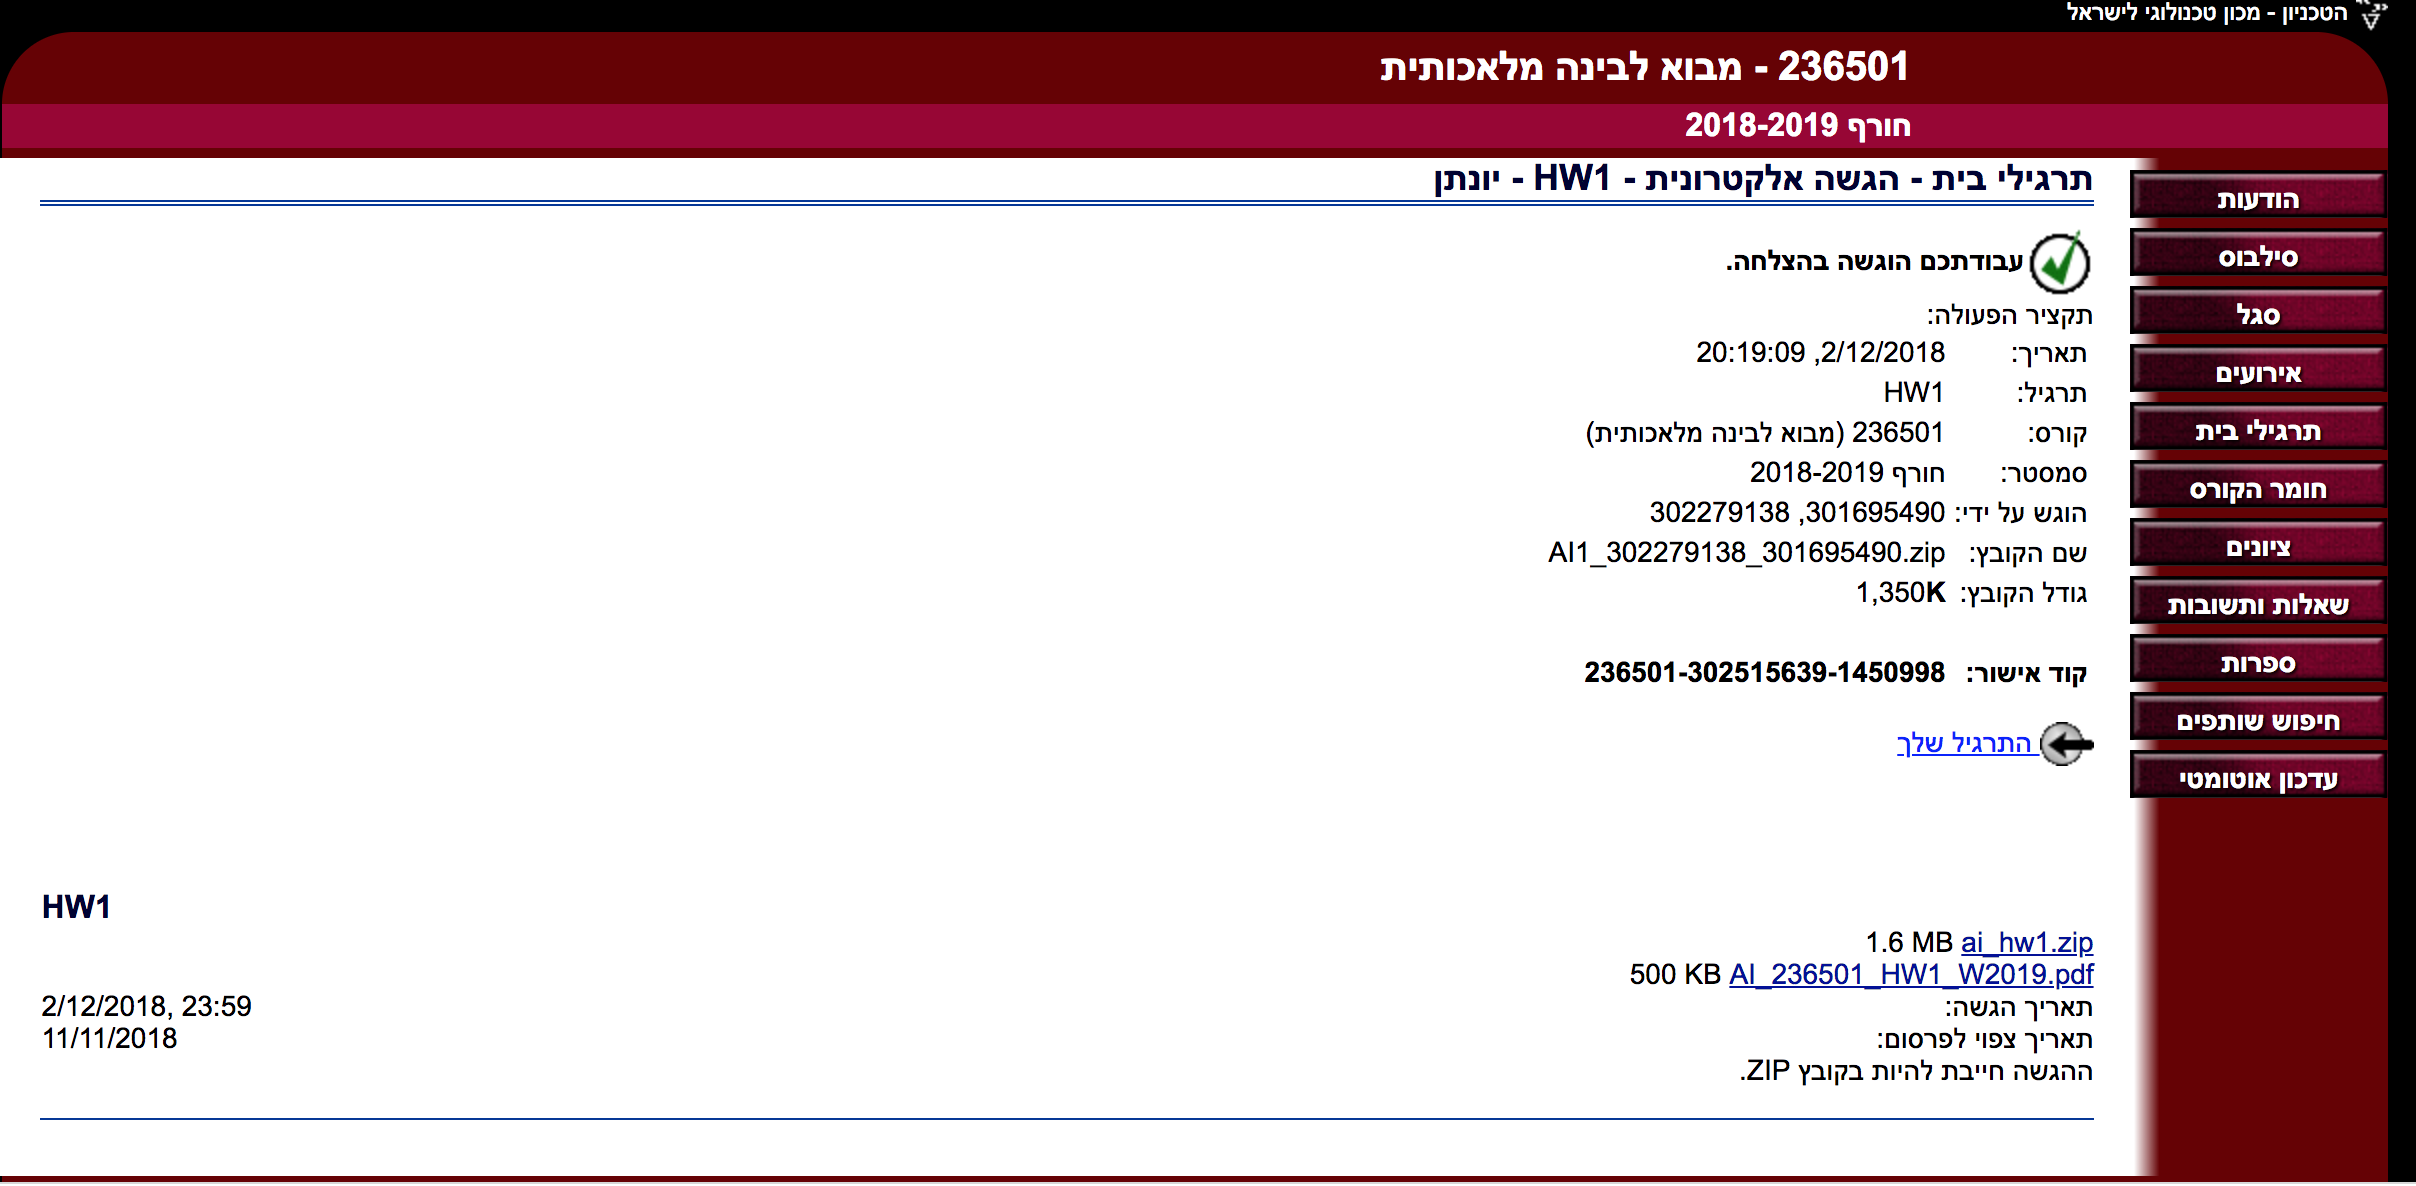 הטכניון - מכון טכנולוגי לישראל
236501 - מבוא לבינה מלאכותית
חורף 2018-2019
הודעות
סילבוס
סגל
אירועים
תרגילי בית
חומר הקורס
ציונים
שאלות ותשובות
ספרות
חיפוש שותפים
עדכון אוטומטי
תרגילי בית - הגשה אלקטרונית - HW1 - יונתן
עבודתכם הוגשה בהצלחה.
תקציר הפעולה:
תאריך: 2/12/2018, 20:19:09
תרגיל: HW1
קורס: 236501 (מבוא לבינה מלאכותית)
סמסטר: חורף 2018-2019
הוגש על ידי: 301695490, 302279138
שם הקובץ: AI1_302279138_301695490.zip
גודל הקובץ: 1,350K
קוד אישור: 236501-302515639-1450998
התרגיל שלך
HW1
ai_hw1.zip 1.6 MB
AI_236501_HW1_W2019.pdf 500 KB
תאריך הגשה: 2/12/2018, 23:59
תאריך צפוי לפרסום: 11/11/2018
ההגשה חייבת להיות בקובץ ZIP.